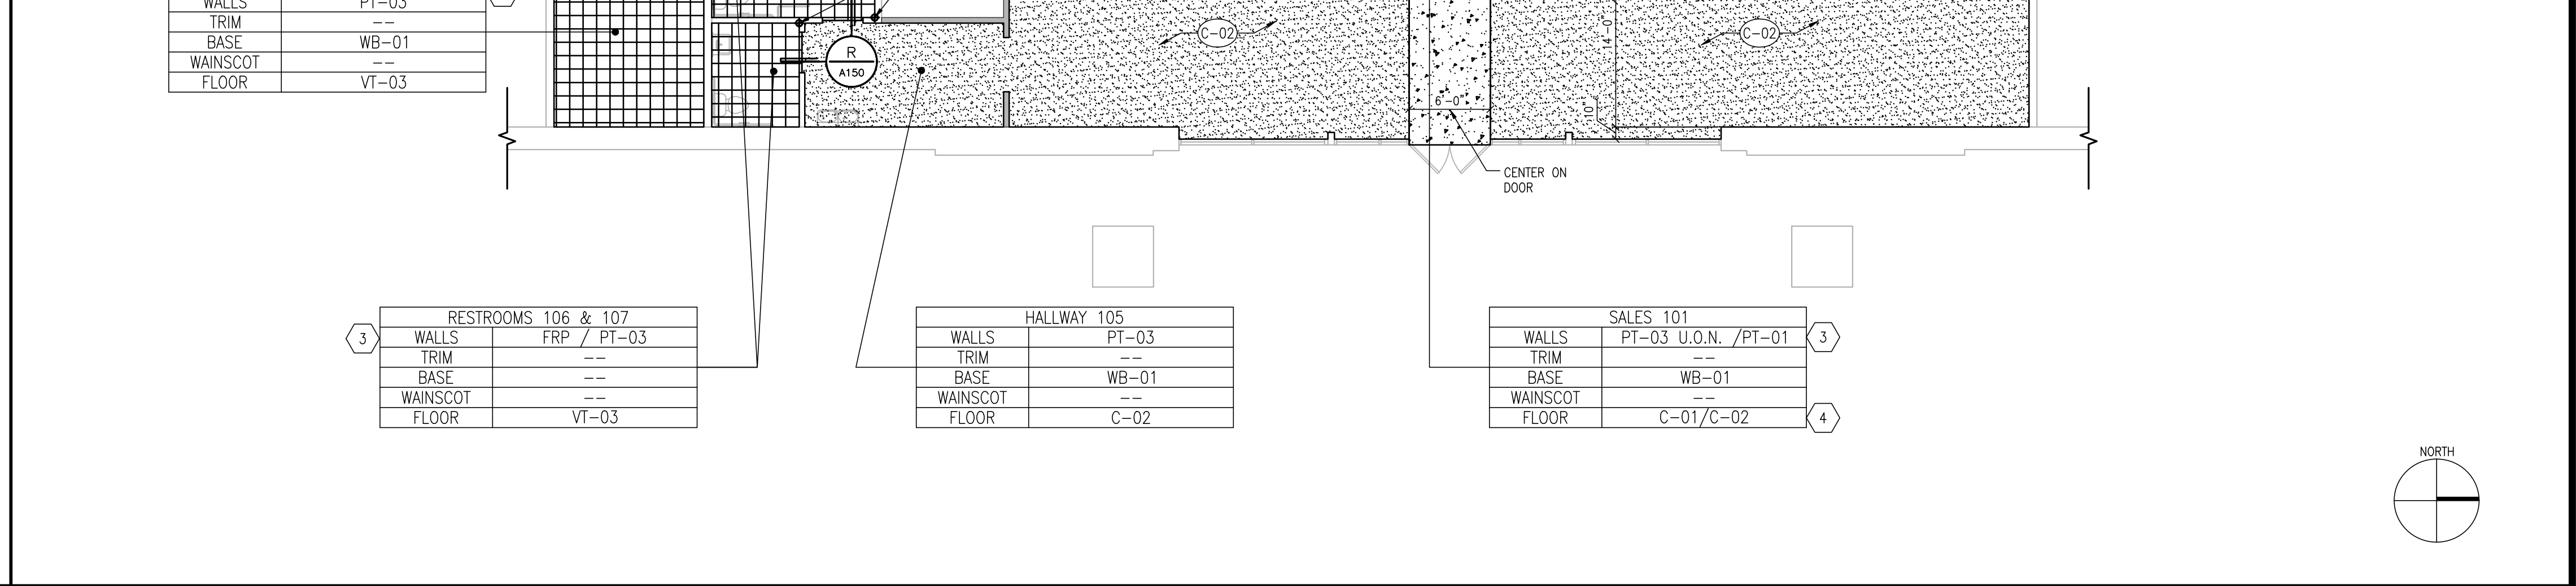 WALLS PT-03
TRIM --
BASE WB-01
WAINSCOT --
FLOOR VT-03
R
A150
C-02
6'-0"
14'-0"
10"
C-02
CENTER ON
DOOR
RESTROOMS 106 & 107
3 WALLS FRP / PT-03
TRIM --
BASE --
WAINSCOT --
FLOOR VT-03
HALLWAY 105
WALLS PT-03
TRIM --
BASE WB-01
WAINSCOT --
FLOOR C-02
SALES 101
WALLS PT-03 U.O.N. /PT-01 3
TRIM --
BASE WB-01
WAINSCOT --
FLOOR C-01/C-02 4
NORTH